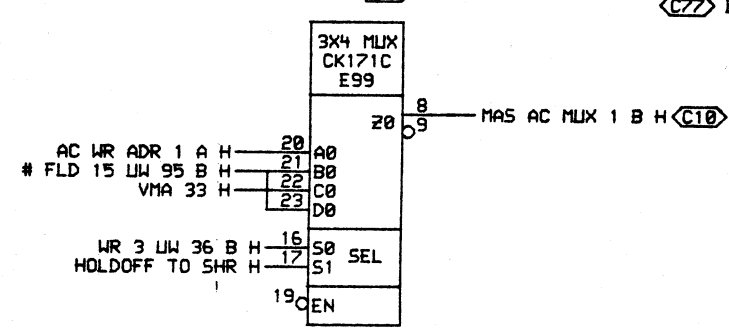 C77
3X4 MUX
CK171C
E99
Z0 8 MAS AC MUX 1 B H C10
9
AC WR ADR 1 A H 20 A0
# FLD 15 UW 95 B H 21 B0
VMA 33 H 22 C0
23 D0
WR 3 UW 36 B H 16 S0 SEL
HOLDOFF TO SHR H 17 S1
19 EN